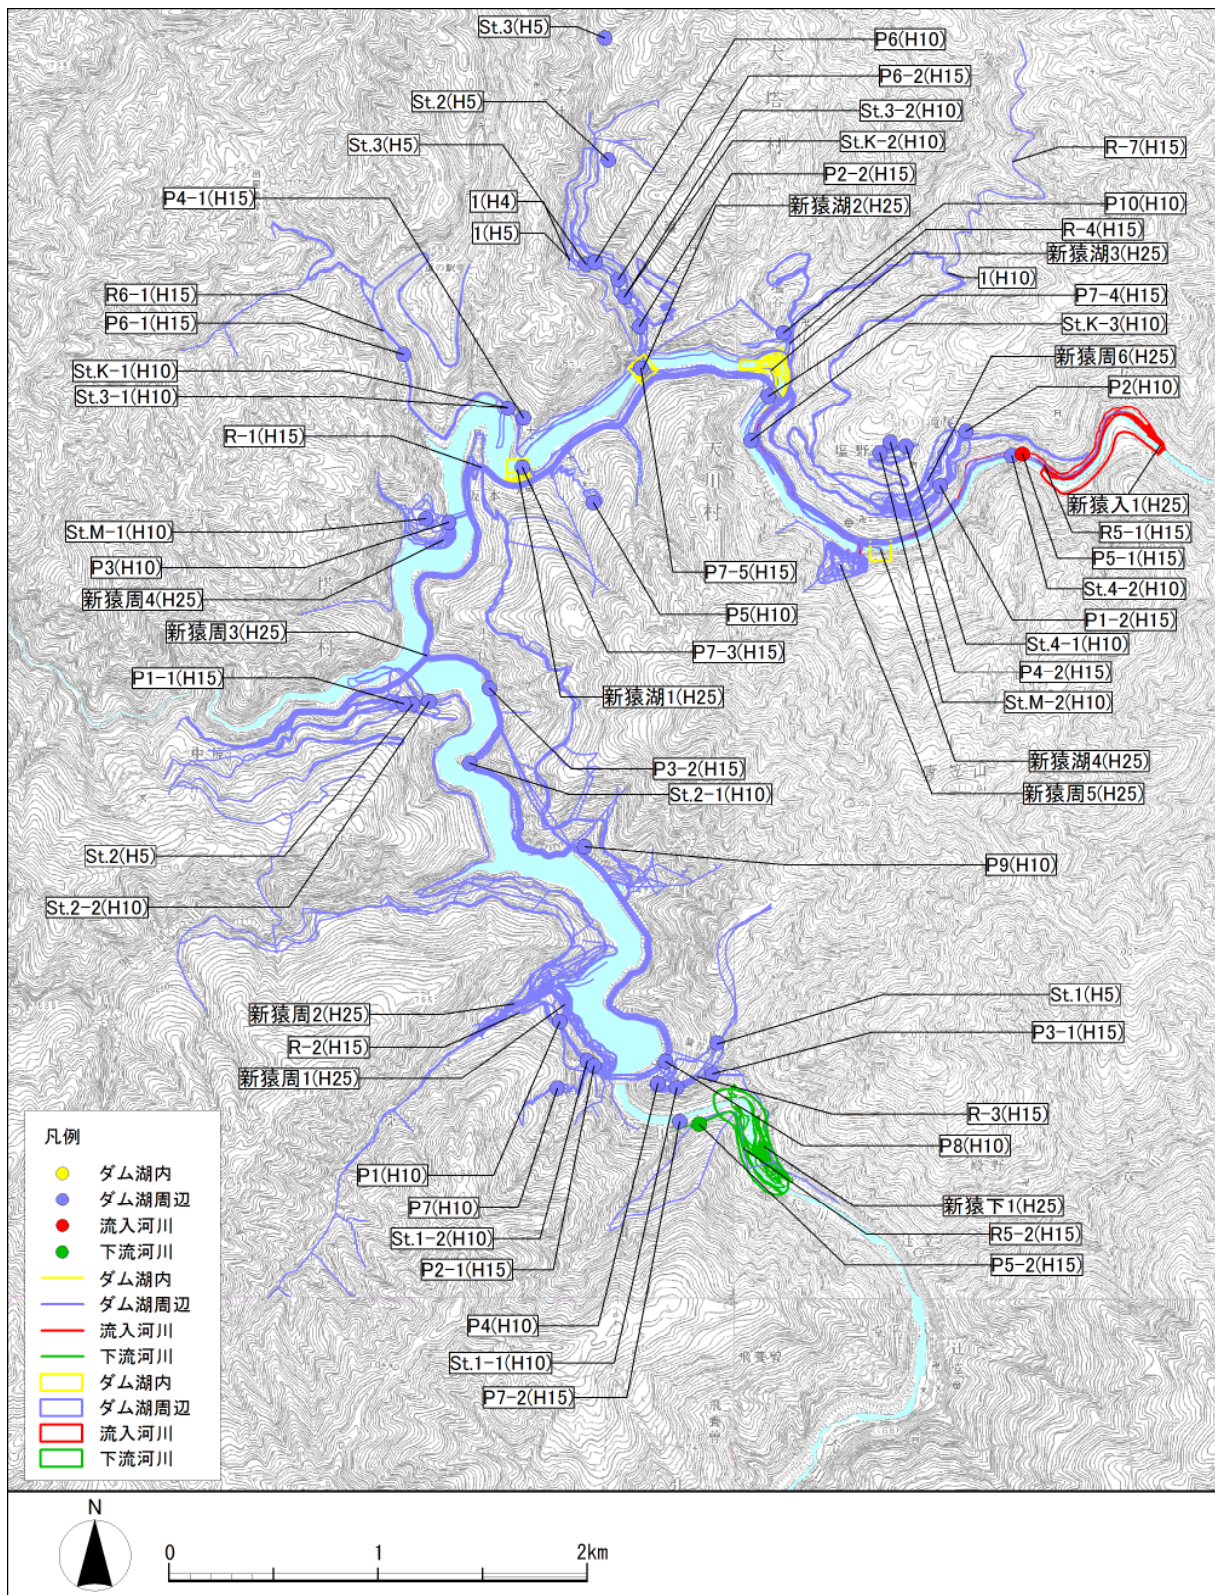 St.3(H5)
P6(H10)
P6-2(H15)
St.2(H5)
St.3-2(H10)
St.3(H5)
St.K-2(H10)
R-7(H15)
P2-2(H15)
P4-1(H15)
1(H4)
新猿湖2(H25)
P10(H10)
1(H5)
R-4(H15)
新猿湖3(H25)
1(H10)
R6-1(H15)
P7-4(H15)
P6-1(H15)
St.K-3(H10)
新猿周6(H25)
St.K-1(H10)
P2(H10)
St.3-1(H10)
R-1(H15)
塩野
新猿入1(H25)
St.M-1(H10)
R5-1(H15)
P5-1(H15)
P3(H10)
P7-5(H15)
St.4-2(H10)
新猿周4(H25)
P5(H10)
P1-2(H15)
新猿周3(H25)
St.4-1(H10)
P7-3(H15)
P4-2(H15)
P1-1(H15)
新猿湖1(H25)
St.M-2(H10)
新猿湖4(H25)
P3-2(H15)
新猿周5(H25)
St.2-1(H10)
St.2(H5)
P9(H10)
St.2-2(H10)
St.1(H5)
新猿周2(H25)
P3-1(H15)
R-2(H15)
新猿周1(H25)
R-3(H15)
P8(H10)
P1(H10)
P7(H10)
新猿下1(H25)
St.1-2(H10)
R5-2(H15)
P2-1(H15)
P5-2(H15)
P4(H10)
St.1-1(H10)
P7-2(H15)
凡例
ダム湖内
ダム湖周辺
流入河川
下流河川
ダム湖内
ダム湖周辺
流入河川
下流河川
ダム湖内
ダム湖周辺
流入河川
下流河川
N
0 1 2km